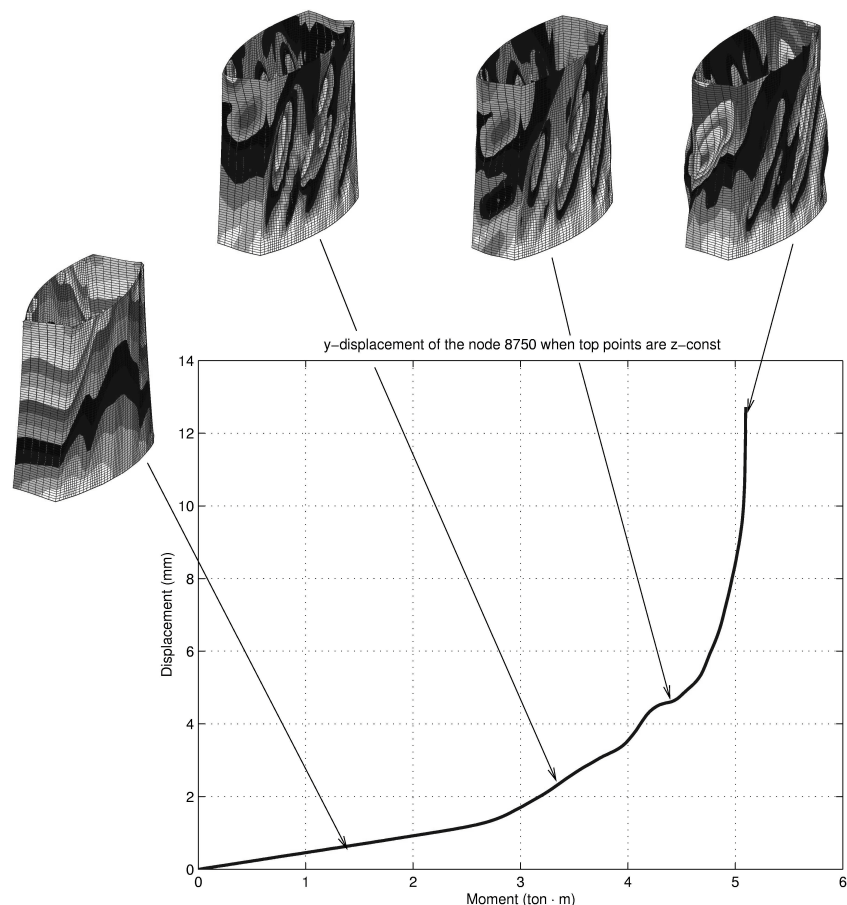 y−displacement of the node 8750 when top points are z−const
14
12
10
8
6
4
2
0
Displacement (mm)
0 1 2 3 4 5 6
Moment (ton · m)